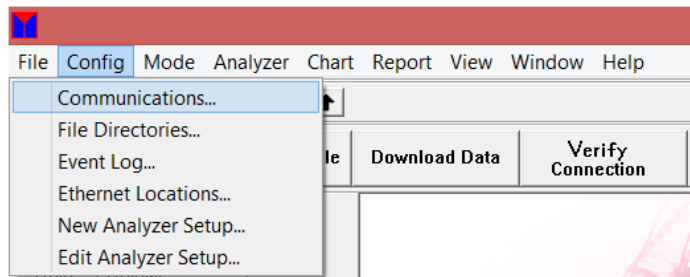 File Config Mode Analyzer Chart Report View Window Help
Communications...
File Directories...
Event Log...
Ethernet Locations...
New Analyzer Setup...
Edit Analyzer Setup...
le Download Data Verify
Connection